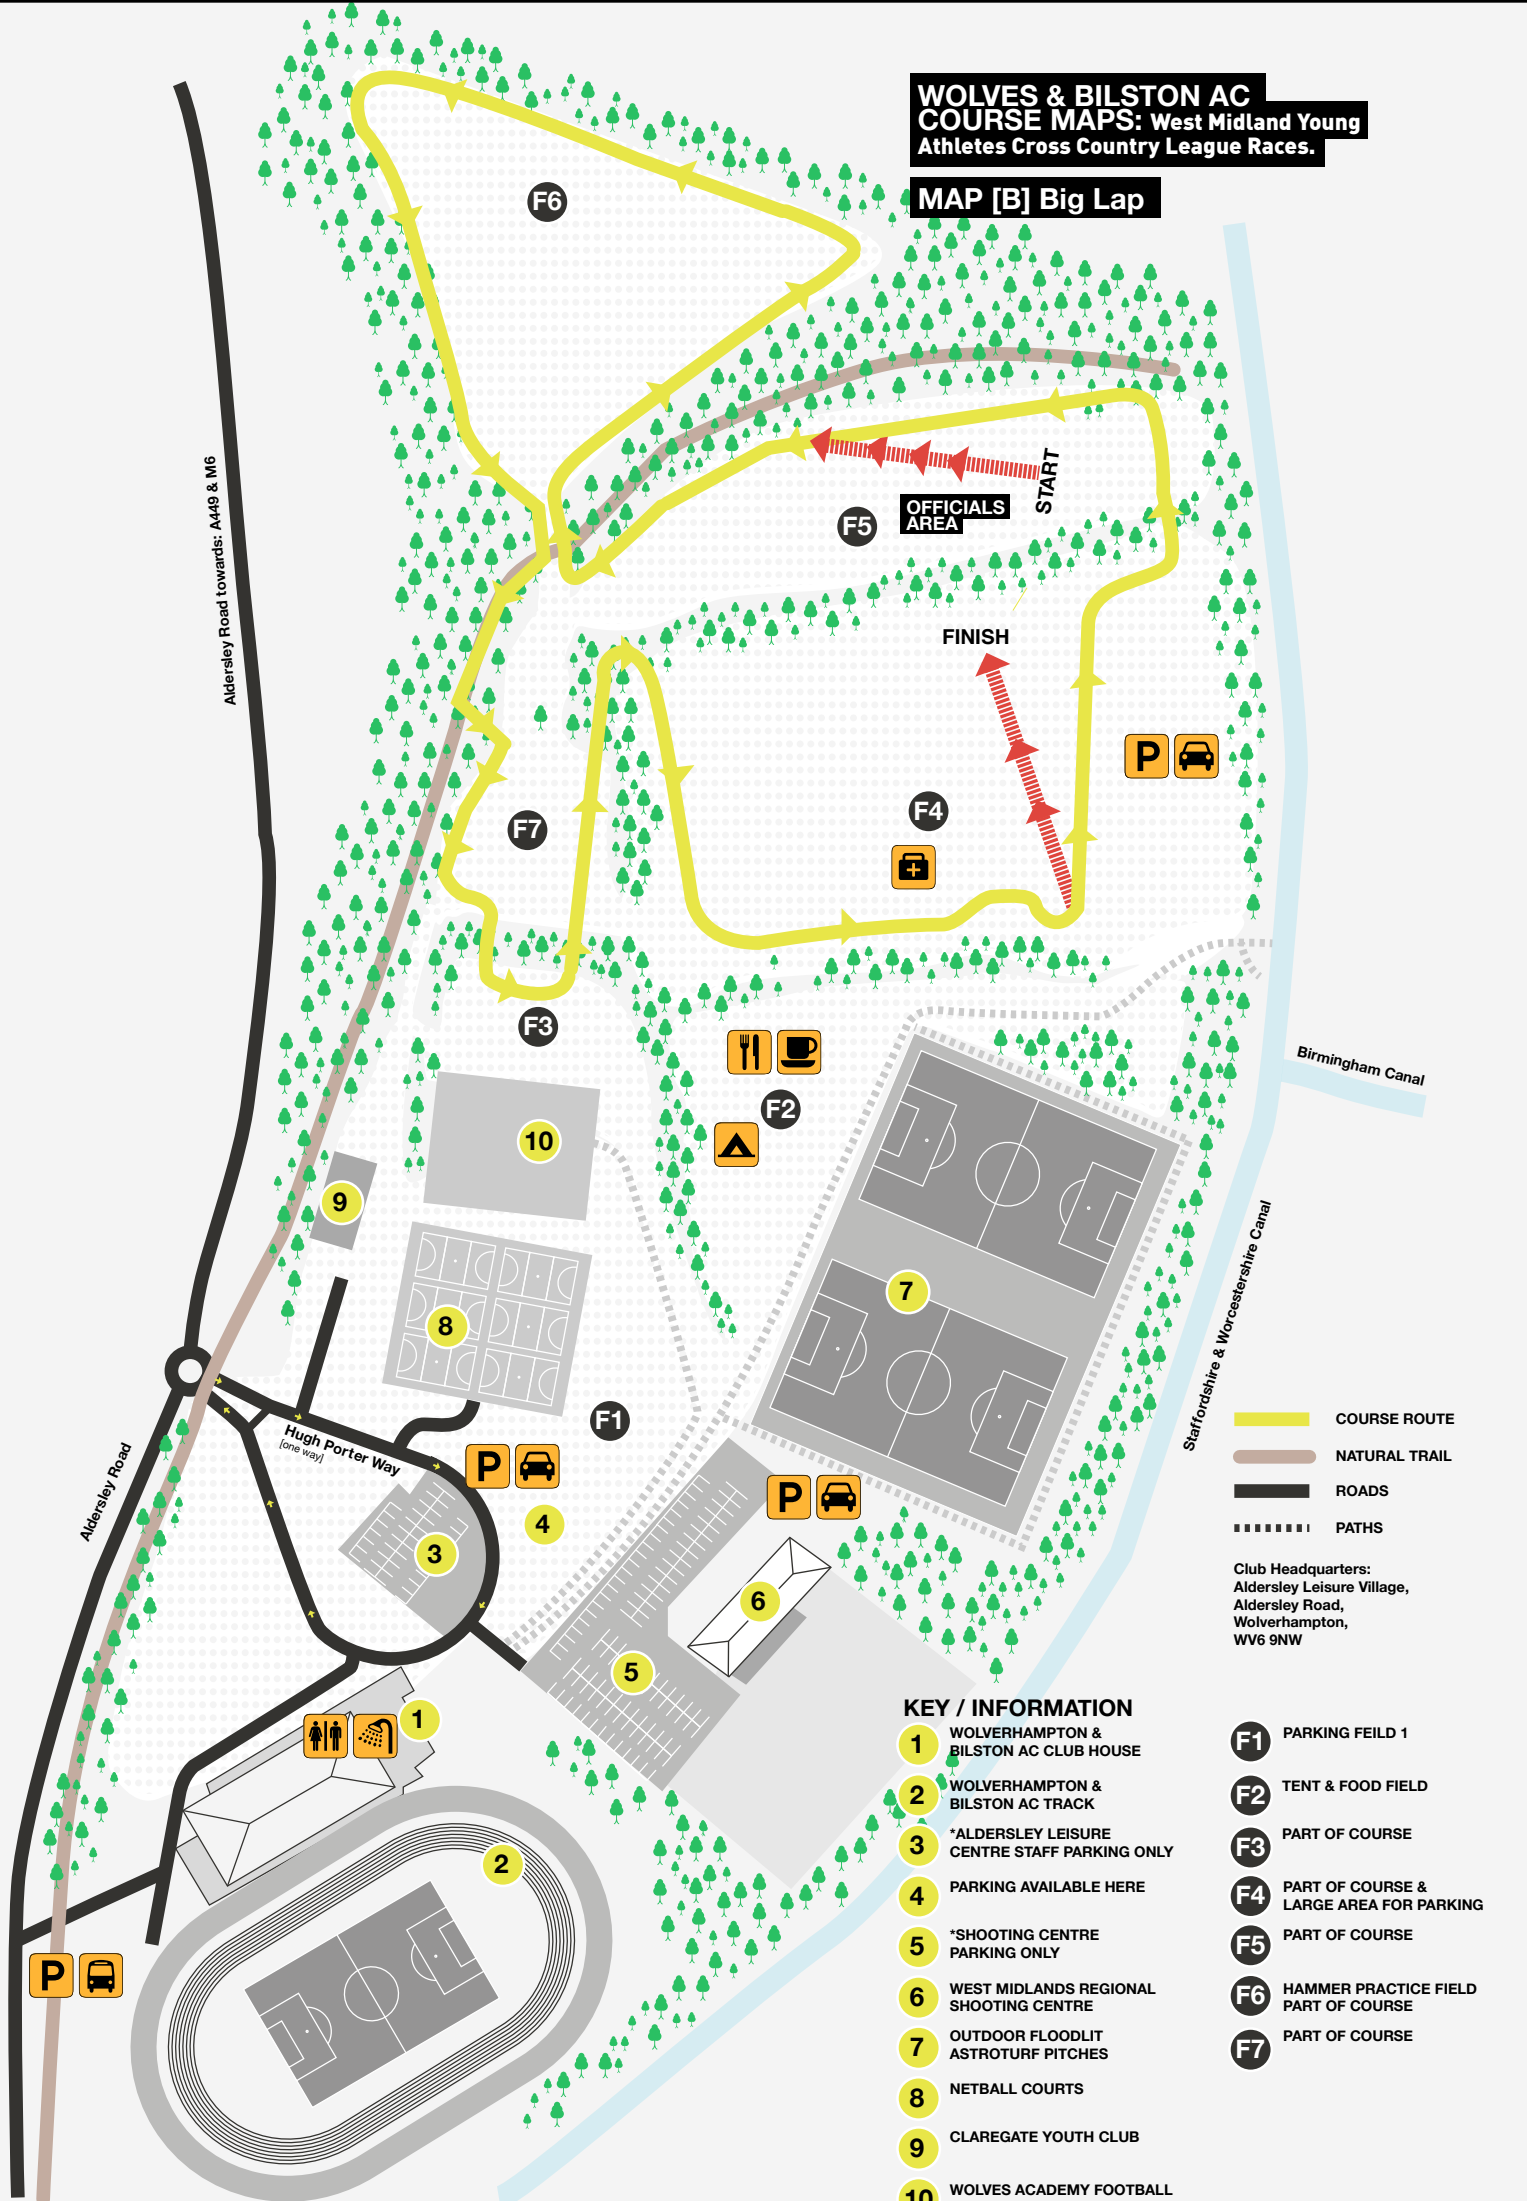 WOLVES & BILSTON AC
COURSE MAPS: West Midland Young
Athletes Cross Country League Races.
MAP [B] Big Lap
F6
START
OFFICIALS
AREA
F5
Aldersley Road towards: A449 & M6
FINISH
P
F4
F7
F3
F2
Birmingham Canal
10
9
7
8
Staffordshire & Worcestershire Canal
F1
Hugh Porter Way
[one way]
Aldersley Road
P
P
4
3
6
5
1
2
P
COURSE ROUTE
NATURAL TRAIL
ROADS
PATHS
Club Headquarters:
Aldersley Leisure Village,
Aldersley Road,
Wolverhampton,
WV6 9NW
KEY / INFORMATION
1 WOLVERHAMPTON &
BILSTON AC CLUB HOUSE
2 WOLVERHAMPTON &
BILSTON AC TRACK
3 *ALDERSLEY LEISURE
CENTRE STAFF PARKING ONLY
4 PARKING AVAILABLE HERE
5 *SHOOTING CENTRE
PARKING ONLY
6 WEST MIDLANDS REGIONAL
SHOOTING CENTRE
7 OUTDOOR FLOODLIT
ASTROTURF PITCHES
8 NETBALL COURTS
9 CLAREGATE YOUTH CLUB
10 WOLVES ACADEMY FOOTBALL
F1 PARKING FEILD 1
F2 TENT & FOOD FIELD
F3 PART OF COURSE
F4 PART OF COURSE &
LARGE AREA FOR PARKING
F5 PART OF COURSE
F6 HAMMER PRACTICE FIELD
PART OF COURSE
F7 PART OF COURSE